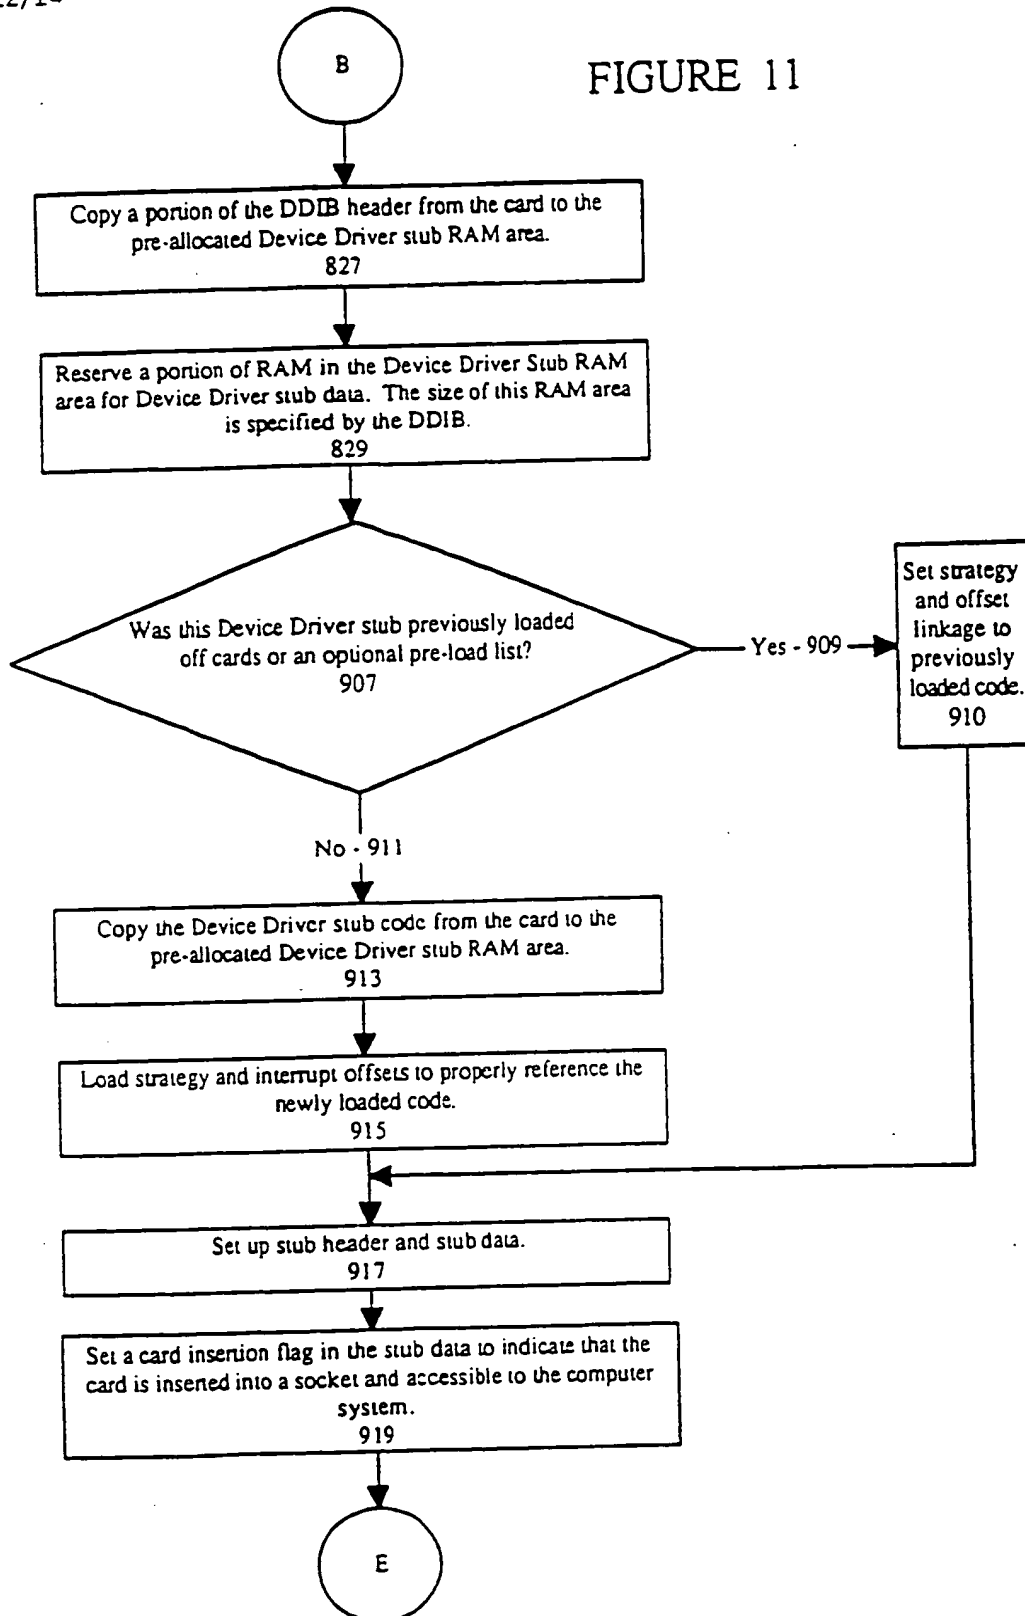 B
FIGURE 11
Copy a portion of the DDIB header from the card to the
pre-allocated Device Driver stub RAM area.
827
Reserve a portion of RAM in the Device Driver Stub RAM
area for Device Driver stub data. The size of this RAM area
is specified by the DDIB.
829
Was this Device Driver stub previously loaded
off cards or an optional pre-load list?
907
Yes - 909
Set strategy
and offset
linkage to
previously
loaded code.
910
No - 911
Copy the Device Driver stub code from the card to the
pre-allocated Device Driver stub RAM area.
913
Load strategy and interrupt offsets to properly reference the
newly loaded code.
915
Set up stub header and stub data.
917
Set a card insertion flag in the stub data to indicate that the
card is inserted into a socket and accessible to the computer
system.
919
E